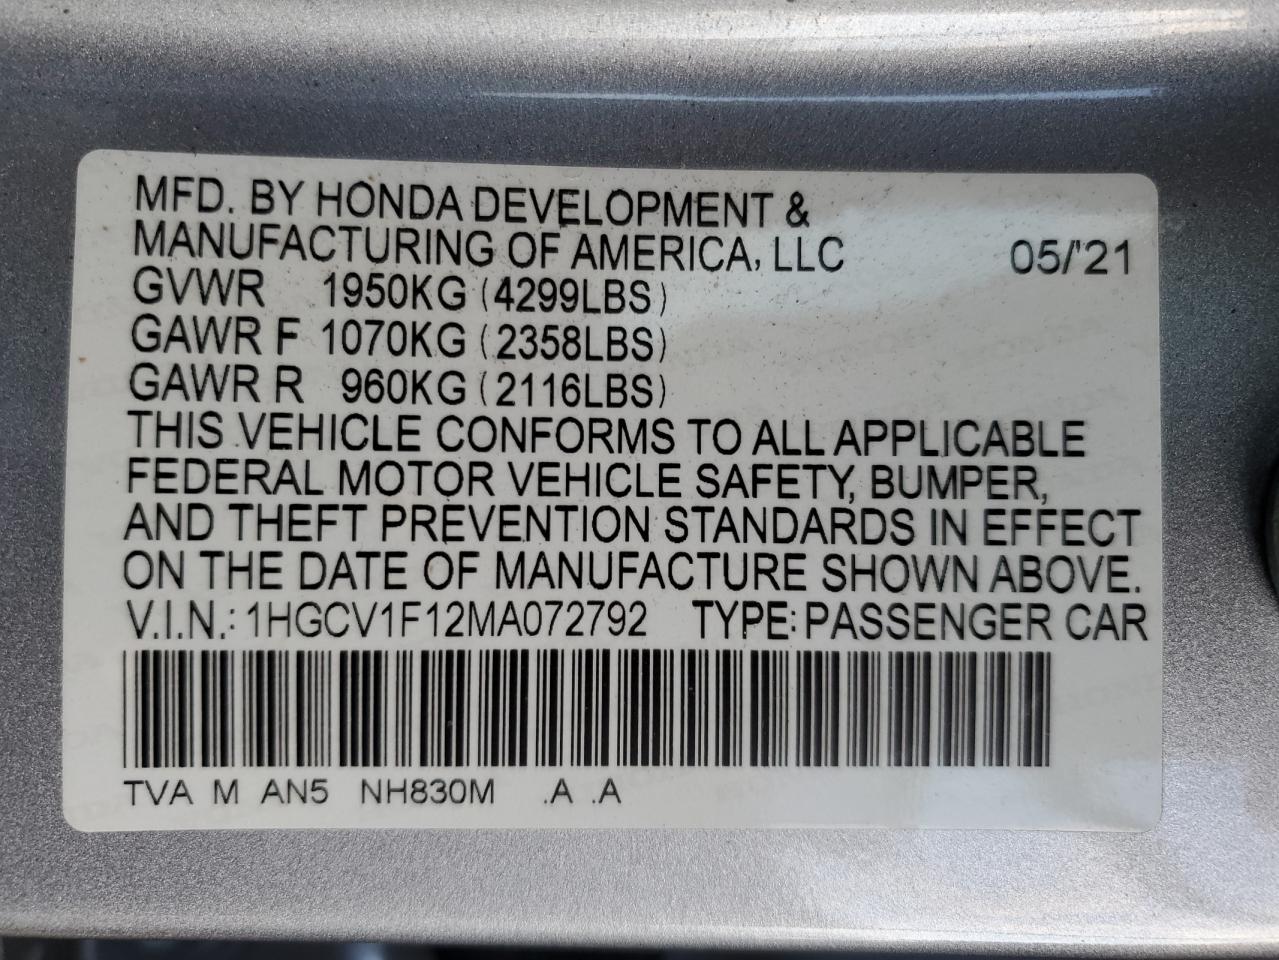 MFD. BY HONDA DEVELOPMENT &
MANUFACTURING OF AMERICA, LLC 05/'21
GVWR 1950KG (4299LBS)
GAWR F 1070KG (2358LBS)
GAWR R 960KG (2116LBS)
THIS VEHICLE CONFORMS TO ALL APPLICABLE
FEDERAL MOTOR VEHICLE SAFETY, BUMPER,
AND THEFT PREVENTION STANDARDS IN EFFECT
ON THE DATE OF MANUFACTURE SHOWN ABOVE.
V.I.N.: 1HGCV1F12MA072792 TYPE: PASSENGER CAR
TVA M AN5 NH830M .A .A